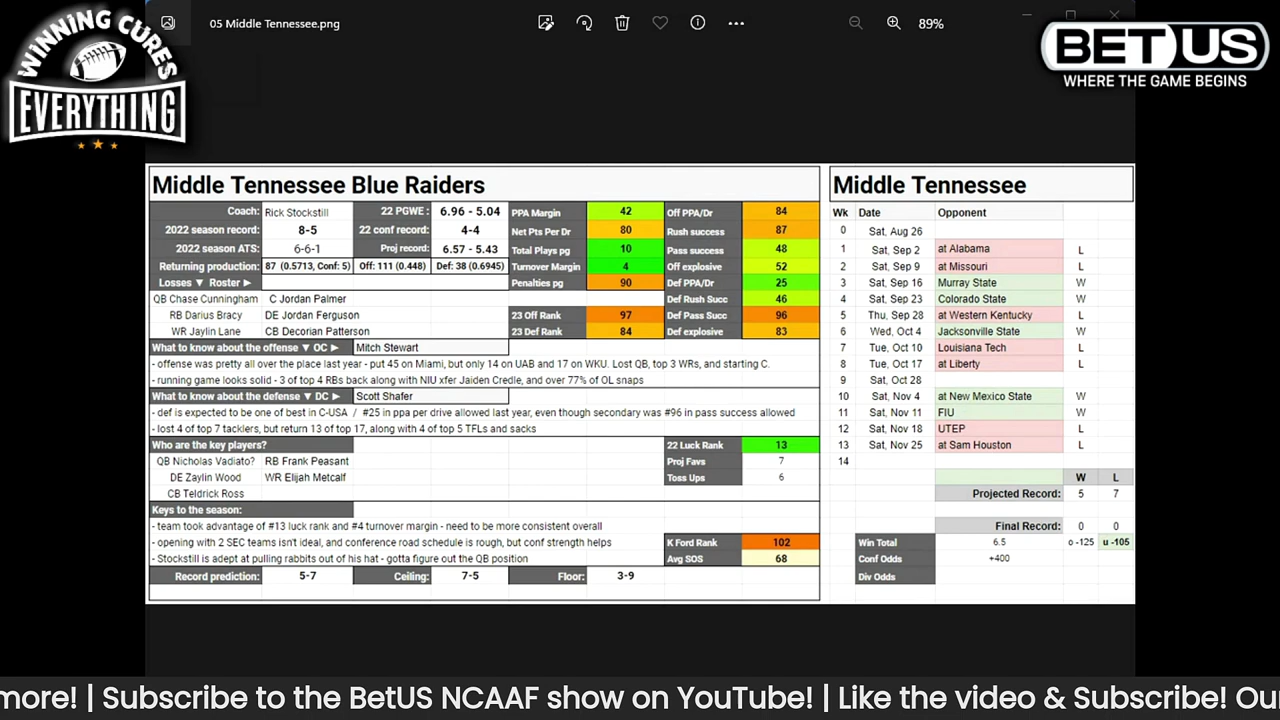 WINNING CURES
EVERYTHING
05 Middle Tennessee.png
89%
BETUS
WHERE THE GAME BEGINS
Middle Tennessee Blue Raiders
Coach: Rick Stockstill 22 PGWE : 6.96 - 5.04 PPA Margin 42 Off PPA/Dr 84
2022 season record: 8-5 22 conf record: 4-4 Net Pts Per Dr 80 Rush success 87
2022 season ATS: 6-6-1 Proj record: 6.57 - 5.43 Total Plays pg 10 Pass success 48
Returning production: 87 (0.5713, Conf: 5) Off: 111 (0.448) Def: 38 (0.6945) Turnover Margin 4 Off explosive 52
Losses ▼ Roster ▶ Penalties pg 90 Def PPA/Dr 25
QB Chase Cunningham C Jordan Palmer Def Rush Succ 46
RB Darius Bracy DE Jordan Ferguson 23 Off Rank 97 Def Pass Succ 96
WR Jaylin Lane CB Decorian Patterson 23 Def Rank 84 Def explosive 83
What to know about the offense ▼ OC ▶ Mitch Stewart
- offense was pretty all over the place last year - put 45 on Miami, but only 14 on UAB and 17 on WKU. Lost QB, top 3 WRs, and starting C.
- running game looks solid - 3 of top 4 RBs back along with NIU xfer Jaiden Credle, and over 77% of OL snaps
What to know about the defense ▼ DC ▶ Scott Shafer
- def is expected to be one of best in C-USA / #25 in ppa per drive allowed last year, even though secondary was #96 in pass success allowed
- lost 4 of top 7 tacklers, but return 13 of top 17, along with 4 of top 5 TFLs and sacks
Who are the key players? 22 Luck Rank 13
QB Nicholas Vadiato? RB Frank Peasant Proj Favs 7
DE Zaylin Wood WR Elijah Metcalf Toss Ups 6
CB Teldrick Ross
Keys to the season:
- team took advantage of #13 luck rank and #4 turnover margin - need to be more consistent overall
- opening with 2 SEC teams isn't ideal, and conference road schedule is rough, but conf strength helps K Ford Rank 102
- Stockstill is adept at pulling rabbits out of his hat - gotta figure out the QB position Avg SOS 68
Record prediction: 5-7 Ceiling: 7-5 Floor: 3-9
Middle Tennessee
Wk Date Opponent
0 Sat, Aug 26
1 Sat, Sep 2 at Alabama L
2 Sat, Sep 9 at Missouri L
3 Sat, Sep 16 Murray State W
4 Sat, Sep 23 Colorado State W
5 Thu, Sep 28 at Western Kentucky L
6 Wed, Oct 4 Jacksonville State W
7 Tue, Oct 10 Louisiana Tech L
8 Tue, Oct 17 at Liberty L
9 Sat, Oct 28
10 Sat, Nov 4 at New Mexico State W
11 Sat, Nov 11 FIU W
12 Sat, Nov 18 UTEP L
13 Sat, Nov 25 at Sam Houston L
14
W L
Projected Record: 5 7
Final Record: 0 0
Win Total 6.5 o -125 u -105
Conf Odds +400
Div Odds
more! | Subscribe to the BetUS NCAAF show on YouTube! | Like the video & Subscribe! Ou